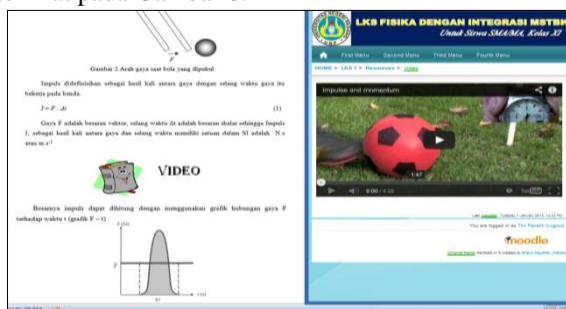 Gambar 2.Arah gaya saat bola yang dipukul
Impuls didefinisikan sebagai hasil kali antara gaya dengan selang waktu gaya itu
bekerja pada benda.
I = F . Δt (1)
Gaya F adalah besaran vektor, selang waktu Δt adalah besaran skalar sehingga Impuls
I, sebagai hasil kali antara gaya dan selang waktu memiliki satuan dalam SI adalah N.s
atau
VIDEO
Besarnya impuls dapat dihitung dengan menggunakan grafik hubungan gaya F
terhadap waktu t (grafik F – t)
F
Δt
LKS FISIKA DENGAN INTEGRASI MSTBK
Untuk Siswa SMA/MA, Kelas XI
First Menu Second Menu Third Menu Fourth Menu
HOME ► LKS 7 ► Resources ► video
Impulse and momentum
1:47
0:00 / 4:28
You are logged in as
moodle